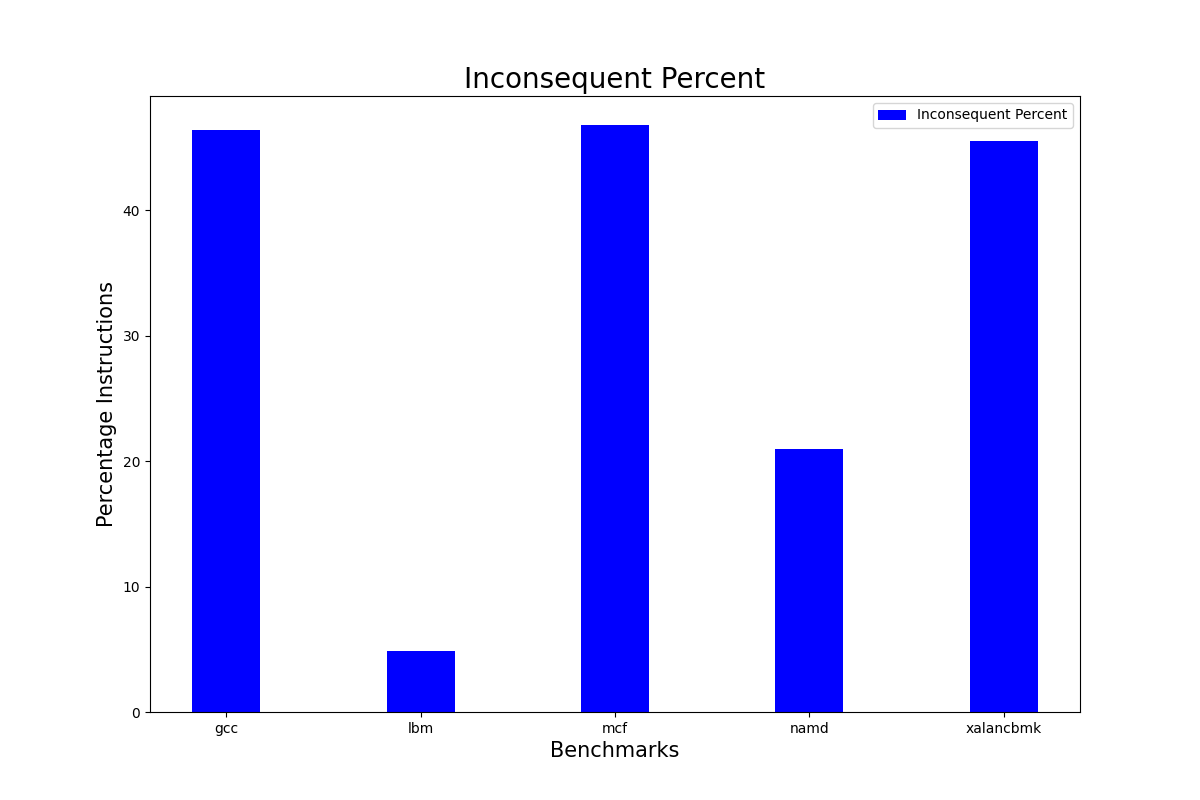 Inconsequent Percent
Inconsequent Percent
Percentage Instructions
40
30
20
10
0
gcc lbm mcf namd xalancbmk
Benchmarks